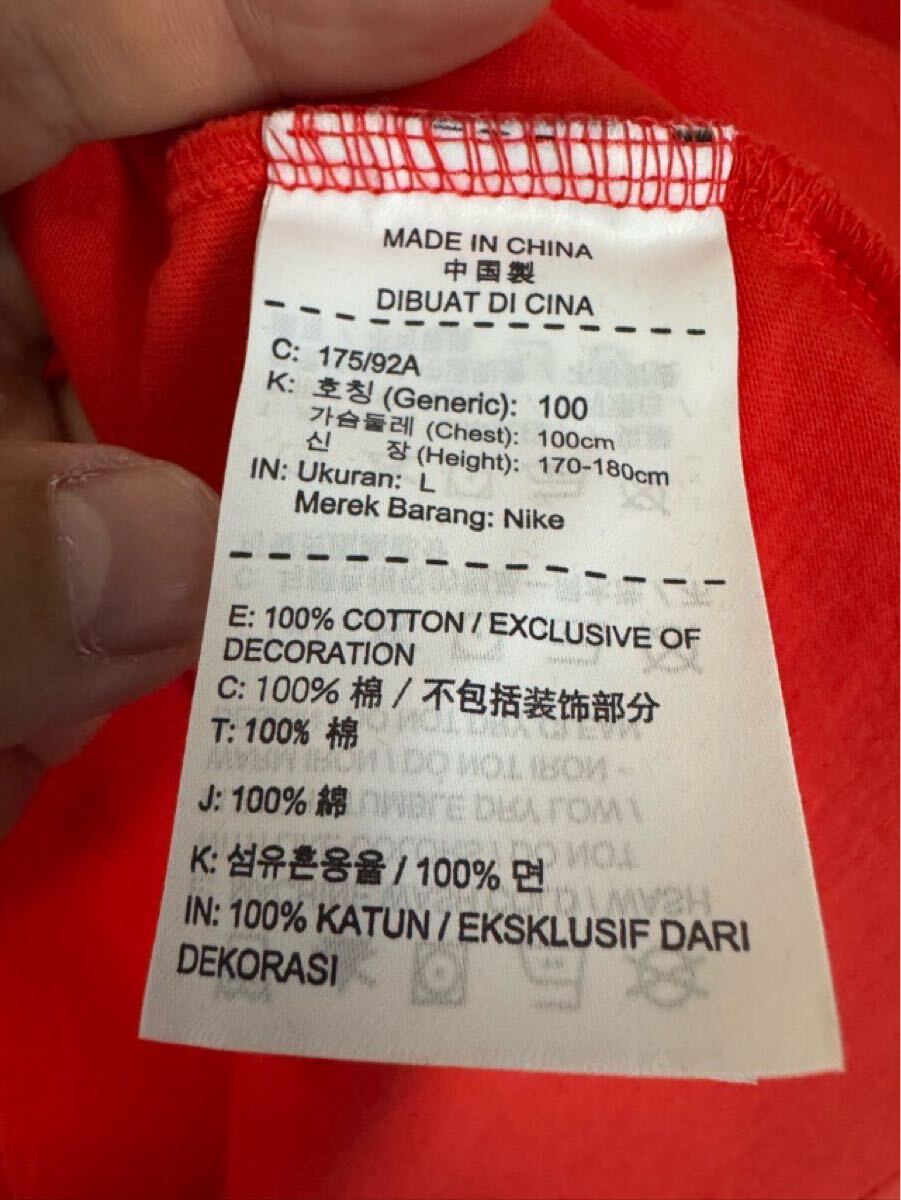 MADE IN CHINA
中国製
DIBUAT DI CINA
C: 175/92A
K: 호칭 (Generic): 100
가슴둘레 (Chest): 100cm
신 장 (Height): 170-180cm
IN: Ukuran: L
Merek Barang: Nike
E: 100% COTTON / EXCLUSIVE OF
DECORATION
C: 100% 棉 / 不包括装饰部分
T: 100% 棉
J: 100% 綿
K: 섬유혼용율 / 100% 면
IN: 100% KATUN / EKSKLUSIF DARI
DEKORASI